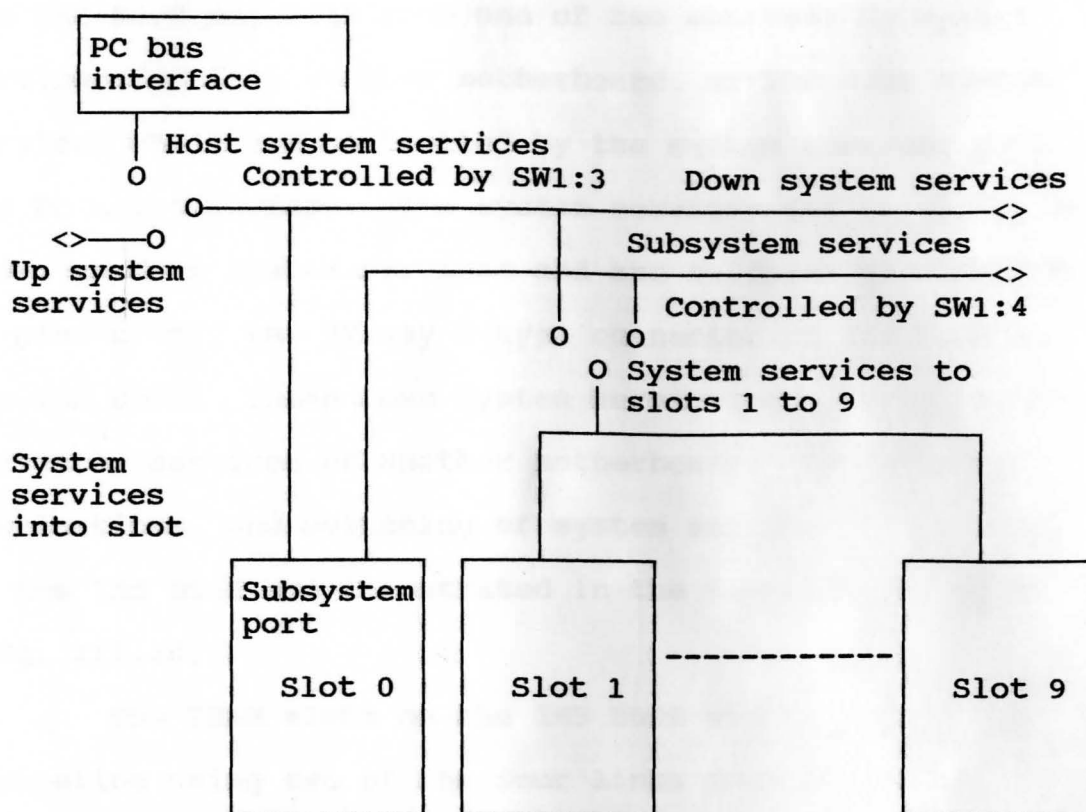 PC bus
interface
Host system services
Controlled by SW1:3
Down system services
Up system
services
Subsystem services
Controlled by SW1:4
System services to
slots 1 to 9
System
services
into slot
Subsystem
port
Slot 0
Slot 1
Slot 9